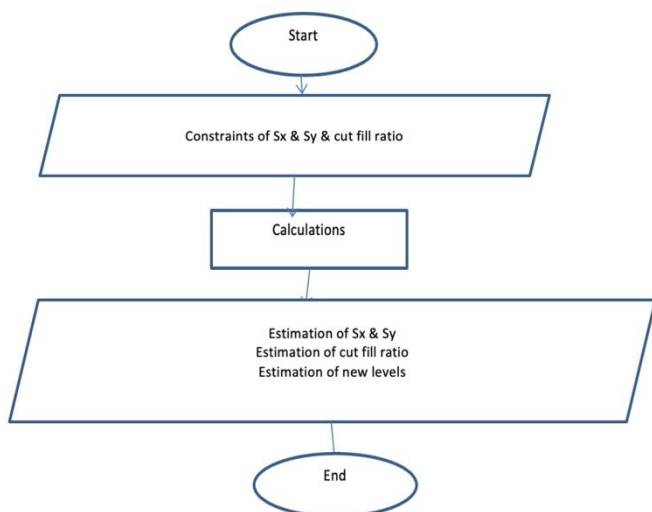 Start
Constraints of Sx & Sy & cut fill ratio
Calculations
Estimation of Sx & Sy
Estimation of cut fill ratio
Estimation of new levels
End